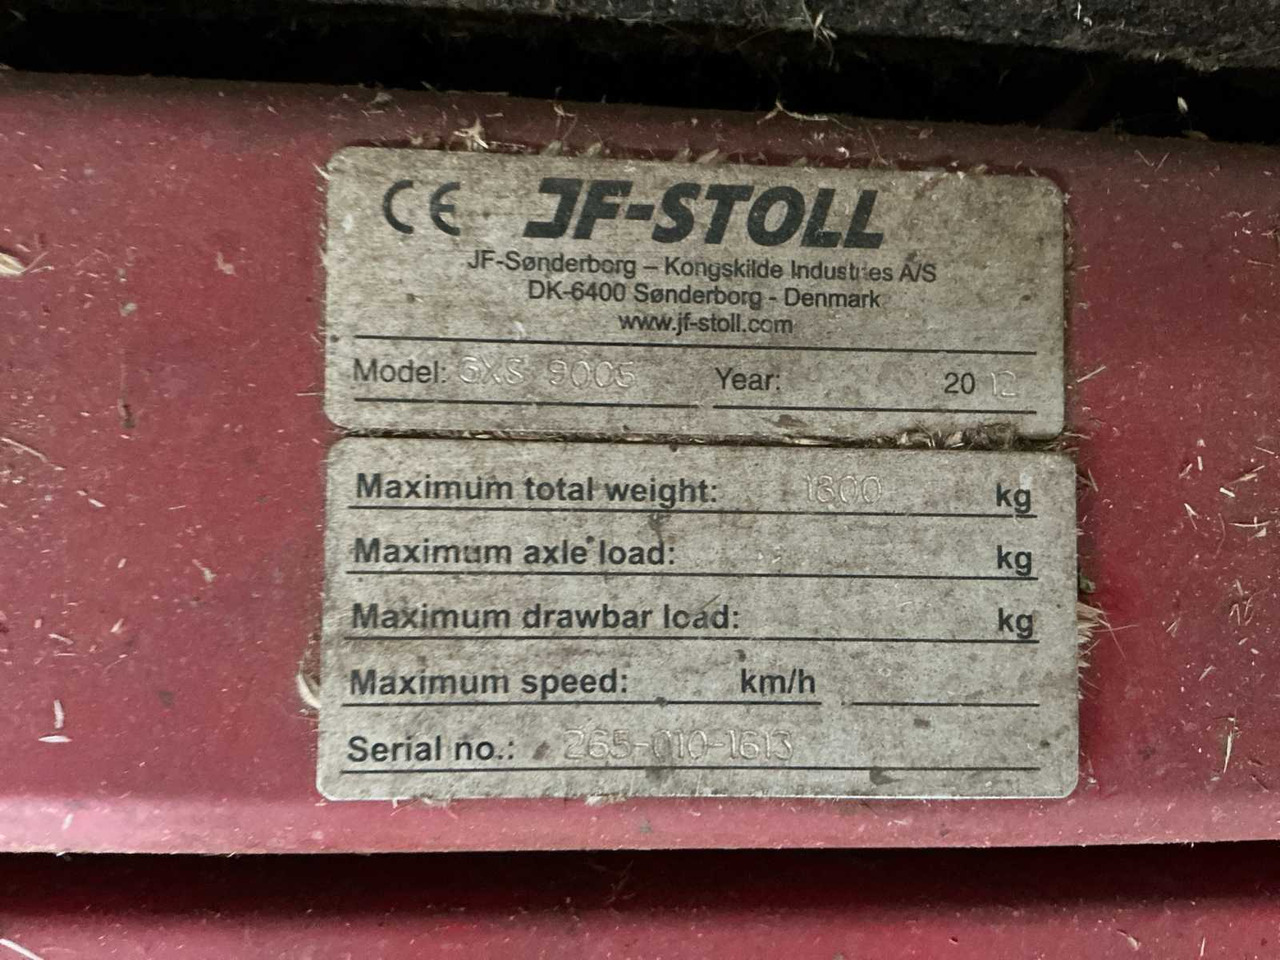 CE JF-STOLL
JF-Sønderborg – Kongskilde Industries A/S
DK-6400 Sønderborg - Denmark
www.jf-stoll.com
Model: GXS 9005 Year: 2012
Maximum total weight: 1800 kg
Maximum axle load: kg
Maximum drawbar load: kg
Maximum speed: km/h
Serial no.: 265-010-1613